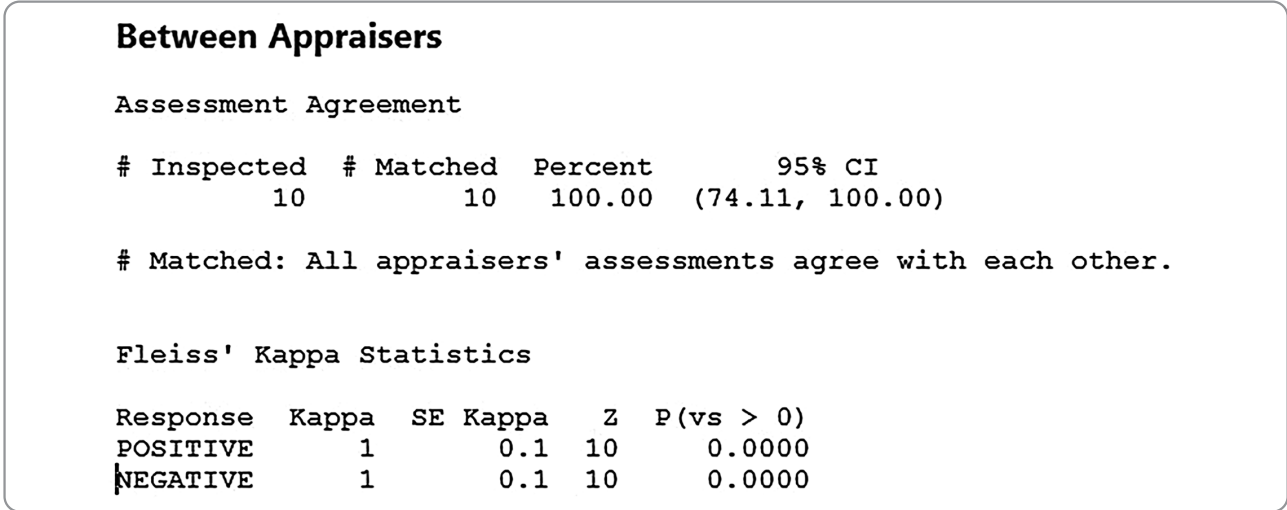 Between Appraisers
Assessment Agreement
# Inspected # Matched Percent 95% CI
10 10 100.00 (74.11, 100.00)
# Matched: All appraisers' assessments agree with each other.
Fleiss' Kappa Statistics
Response Kappa SE Kappa Z P(vs > 0)
POSITIVE 1 0.1 10 0.0000
NEGATIVE 1 0.1 10 0.0000